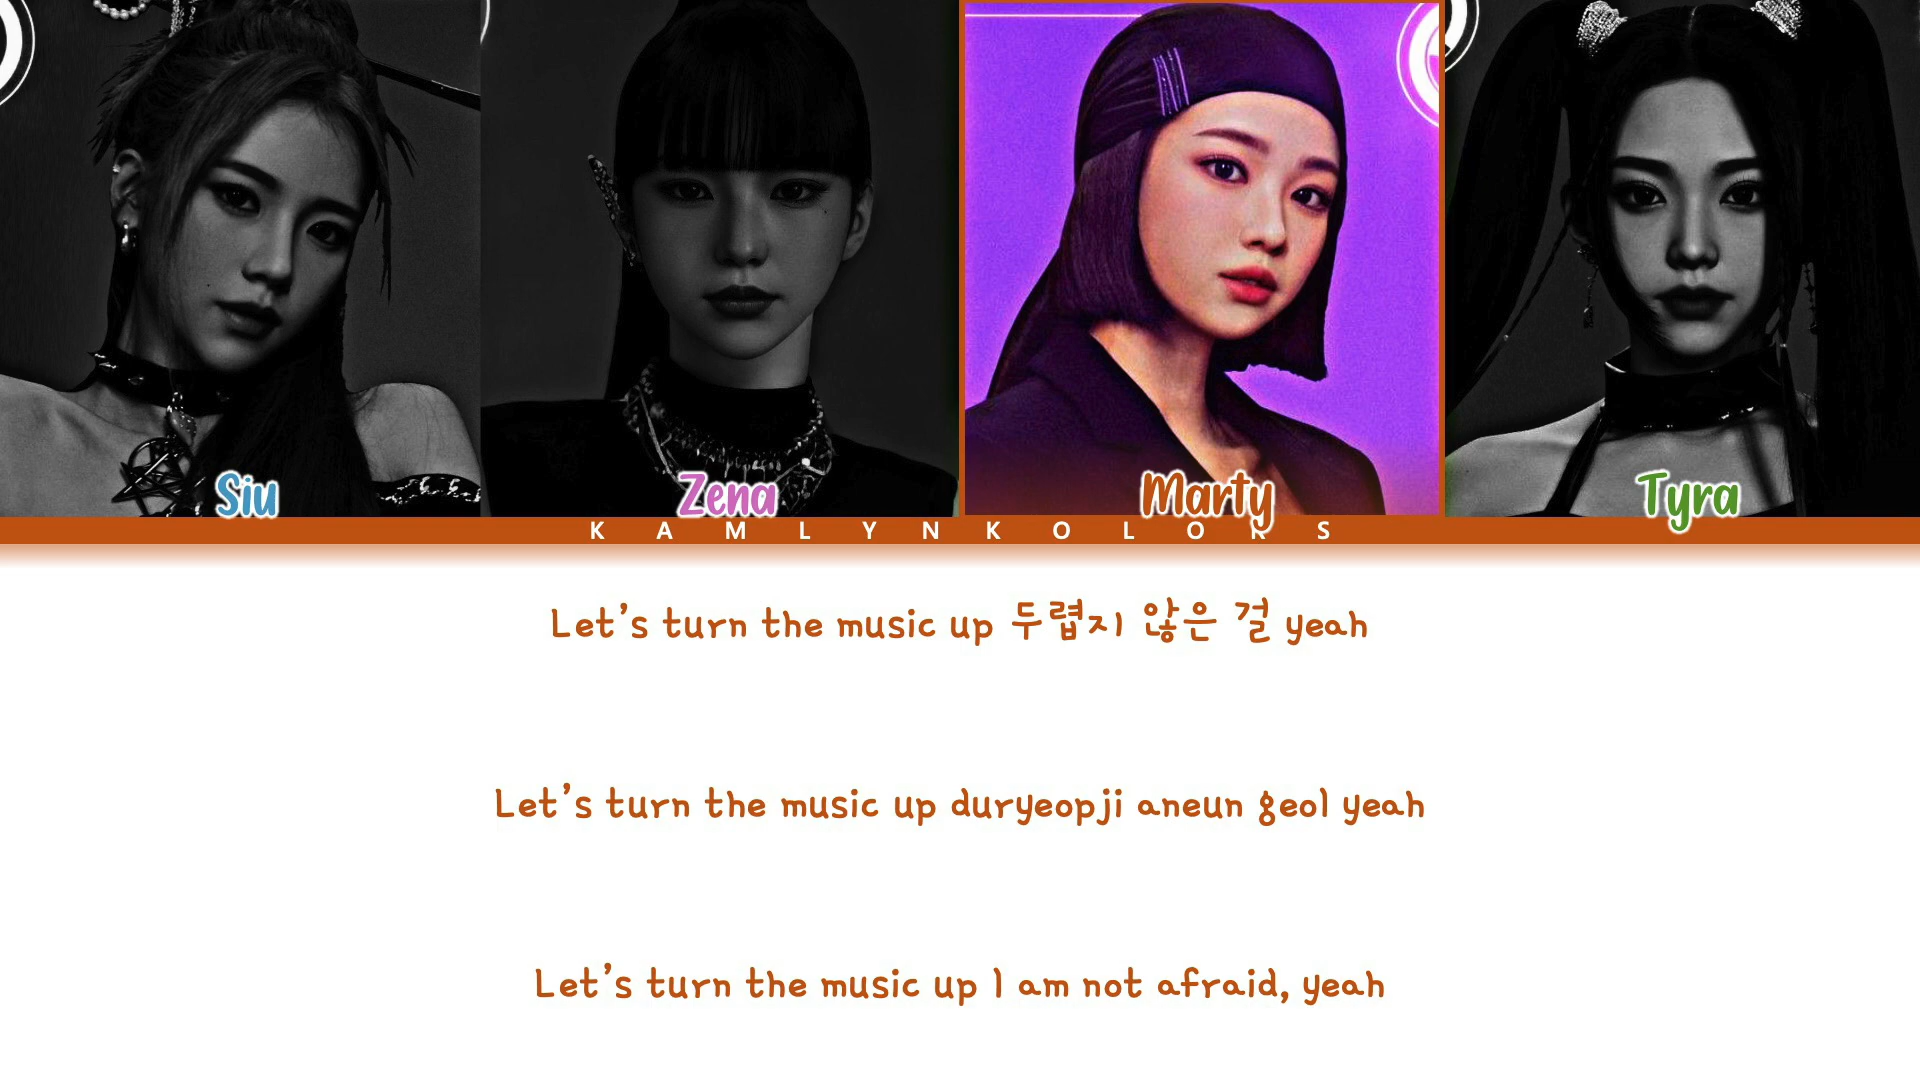 Siu Zena Marty Tyra
KAMLYNKOLORS
Let's turn the music up 두렵지 않은 걸 yeah
Let's turn the music up duryeopji aneun geol yeah
Let's turn the music up I am not afraid, yeah